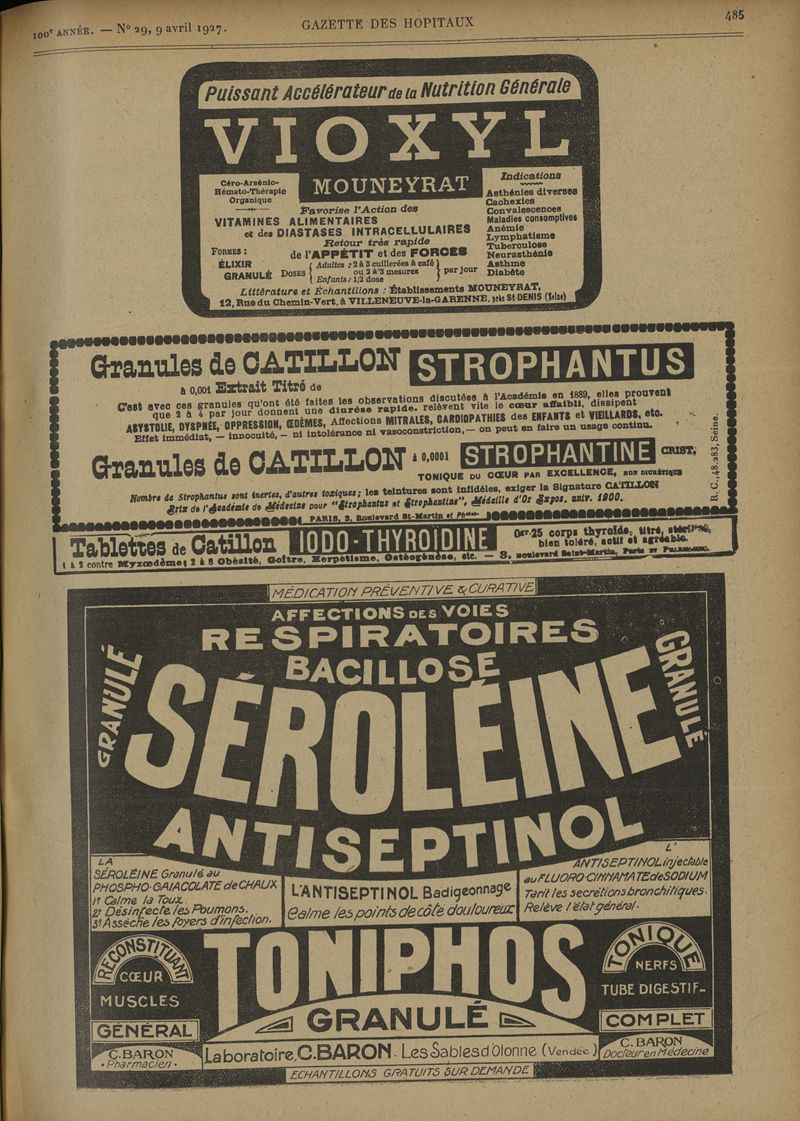 100e ANNÉE. — No 29, 9 avril 1927.
GAZETTE DES HOPITAUX
485
Puissant Accélérateur de la Nutrition Générale
VIOXYL
MOUNEYRAT
Céro-Arsénio-
Hémato-Thérapie
Organique
Favorise l'Action des
VITAMINES ALIMENTAIRES
et des DIASTASES INTRACELLULAIRES
Retour très rapide
de l'APPÉTIT et des FORCES
FORMES :
ÉLIXIR
GRANULÉ
DOSES
Adultes : 2 à 3 cuillerées à café
ou 2 à 3 mesures
Enfants : 1/2 dose
par jour
Indications
Asthénies diverses
Cachexies
Convalescences
Maladies consomptives
Anémie
Lymphatisme
Tuberculose
Neurasthénie
Asthme
Diabète
Littérature et Échantillons : Établissements MOUNEYRAT,
12, Rue du Chemin-Vert, à VILLENEUVE-la-GARENNE, près St-DENIS (Seine)
Granules de CATILLON
à 0,001 Extrait Titré de
STROPHANTUS
C'est avec ces granules qu'ont été faites les observations discutées à l'Académie en 1889, elles prouvent
que 2 à 4 par jour donnent une diurèse rapide, relèvent vite le cœur affaibli, dissipent
ASYSTOLIE, DYSPNÉE, OPPRESSION, ŒDÈMES, Affections MITRALES, CARDIOPATHIES des ENFANTS et VIEILLARDS, etc.
Effet immédiat, — innocuité, — ni intolérance ni vasoconstriction, — on peut en faire un usage continu.
Granules de CATILLON à 0,0001 STROPHANTINE CRIST.
TONIQUE DU CŒUR PAR EXCELLENCE, NON DIURÉTIQUE
Nombre de Strophantus sont inertes, d'autres toxiques; les teintures sont infidèles, exiger la Signature CATILLON
Prix de l'Académie de Médecine pour "Strophantus et Strophantine", Médaille d'Or Expos. univ. 1900.
PARIS, 3, Boulevard St-Martin et Phies.
R. C., 48.283, Seine.
Tablettes de Catillon
IODO-THYROÏDINE
0gr.25 corps thyroïde, titré, stérilisé,
bien toléré, actif et agréable.
1 à 2 contre Myxœdème; 2 à 8 Obésité, Goître, Herpétisme, Ostéogénèse, etc. — 3, Boulevard Saint-Martin, Paris ET PHARMACIES.
MÉDICATION PRÉVENTIVE & CURATIVE
AFFECTIONS DES VOIES
RESPIRATOIRES
BACILLOSE
GRANULÉ
SÉROLÉINE
GRANULÉ
ANTISEPTINOL
LA
SÉROLÉINE Granulé au
PHOSPHO-GAIACOLATE de CHAUX
1t Calme la Toux.
2t Désinfecte les Poumons.
3t Assèche les foyers d'infection.
L'ANTISEPTINOL Badigeonnage
Calme les points de côte douloureux
L'
ANTISEPTINOL injectable
au FLUORO-CINNAMATE de SODIUM
Tarit les secrétions bronchitiques.
Relève l'état général.
RECONSTITUANT
CŒUR
MUSCLES
GÉNÉRAL
TONIPHOS
GRANULÉ
TONIQUE
NERFS
TUBE DIGESTIF-
COMPLET
C. BARON
Pharmacien
Laboratoire, C. BARON. Les Sables d'Olonne (Vendée)
C. BARON
Docteur en Médecine
ECHANTILLONS GRATUITS SUR DEMANDE